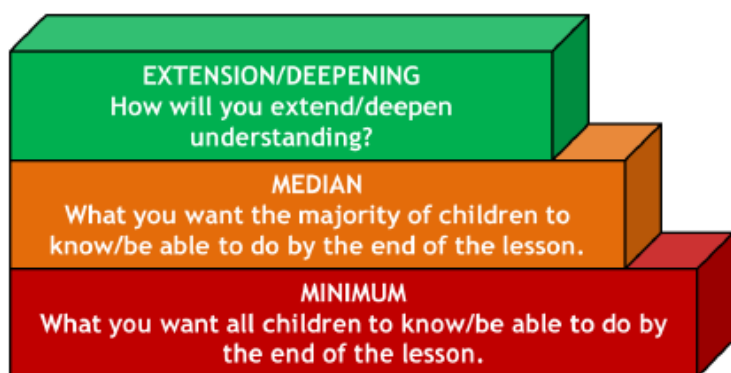 EXTENSION/DEEPENING
How will you extend/deepen
understanding?
MEDIAN
What you want the majority of children to
know/be able to do by the end of the lesson.
MINIMUM
What you want all children to know/be able to do by
the end of the lesson.